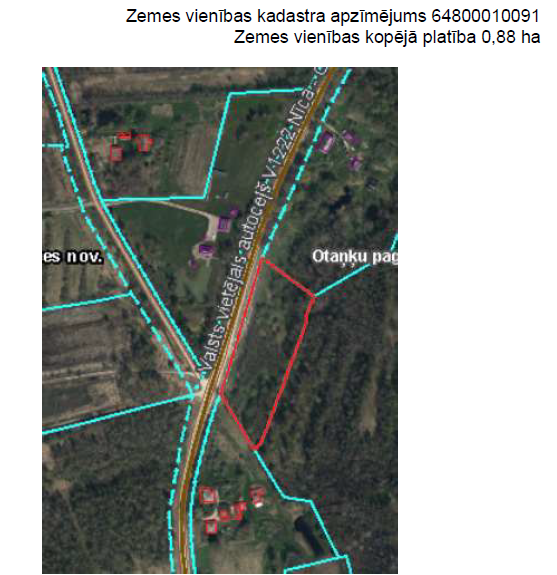 Zemes vienības kadastra apzīmējums 64800010091
Zemes vienības kopējā platība 0,88 ha
Valsts vietējais autoceļš V1222 Nīca
es nov.
Otaņķu pag